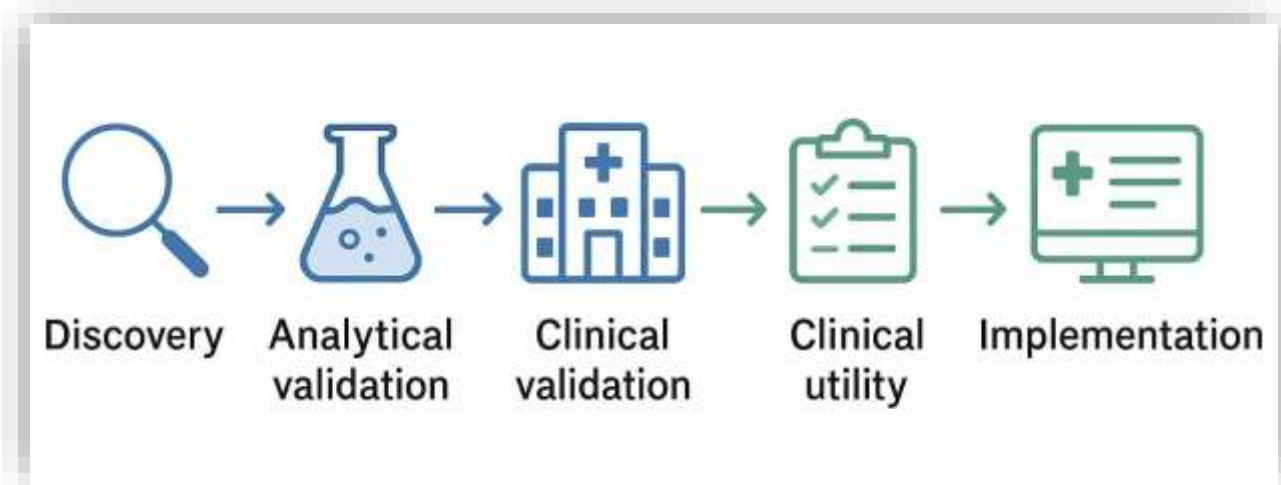 Discovery
Analytical
validation
Clinical
validation
Clinical
utility
Implementation